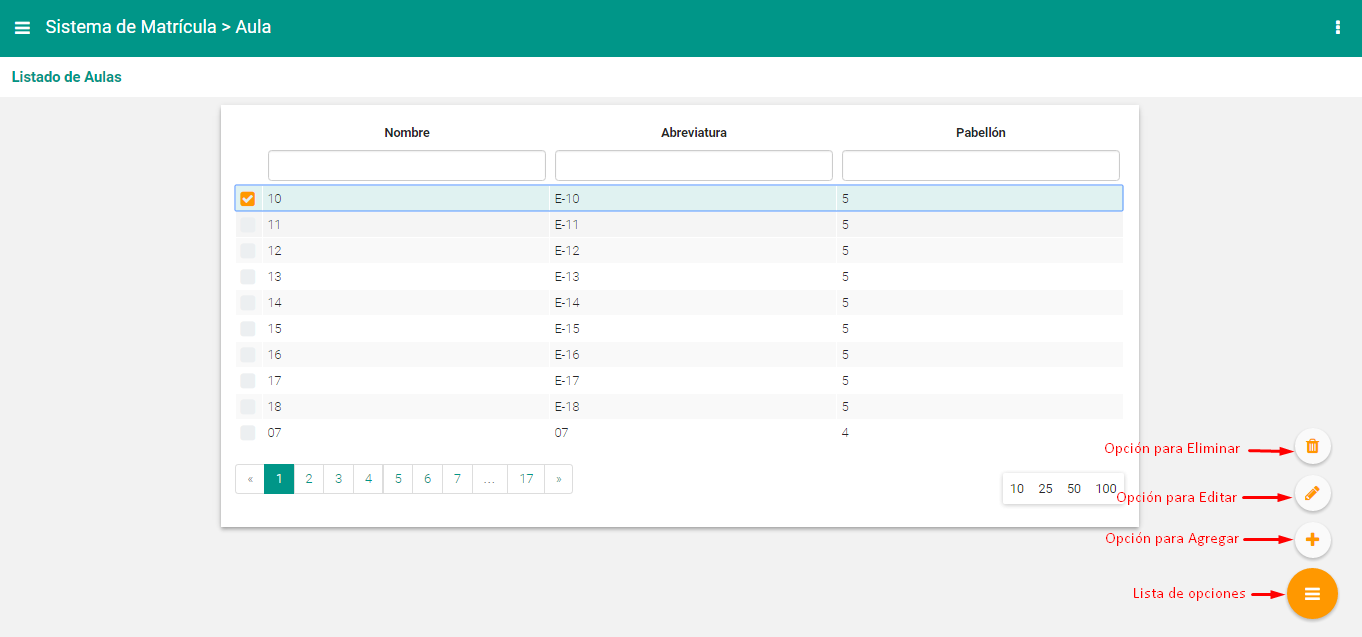 Sistema de Matrícula > Aula
Listado de Aulas
Nombre Abreviatura Pabellón
10 E-10 5
11 E-11 5
12 E-12 5
13 E-13 5
14 E-14 5
15 E-15 5
16 E-16 5
17 E-17 5
18 E-18 5
07 07 4
« 1 2 3 4 5 6 7 ... 17 »
10 25 50 100
Opción para Eliminar
Opción para Editar
Opción para Agregar
Lista de opciones